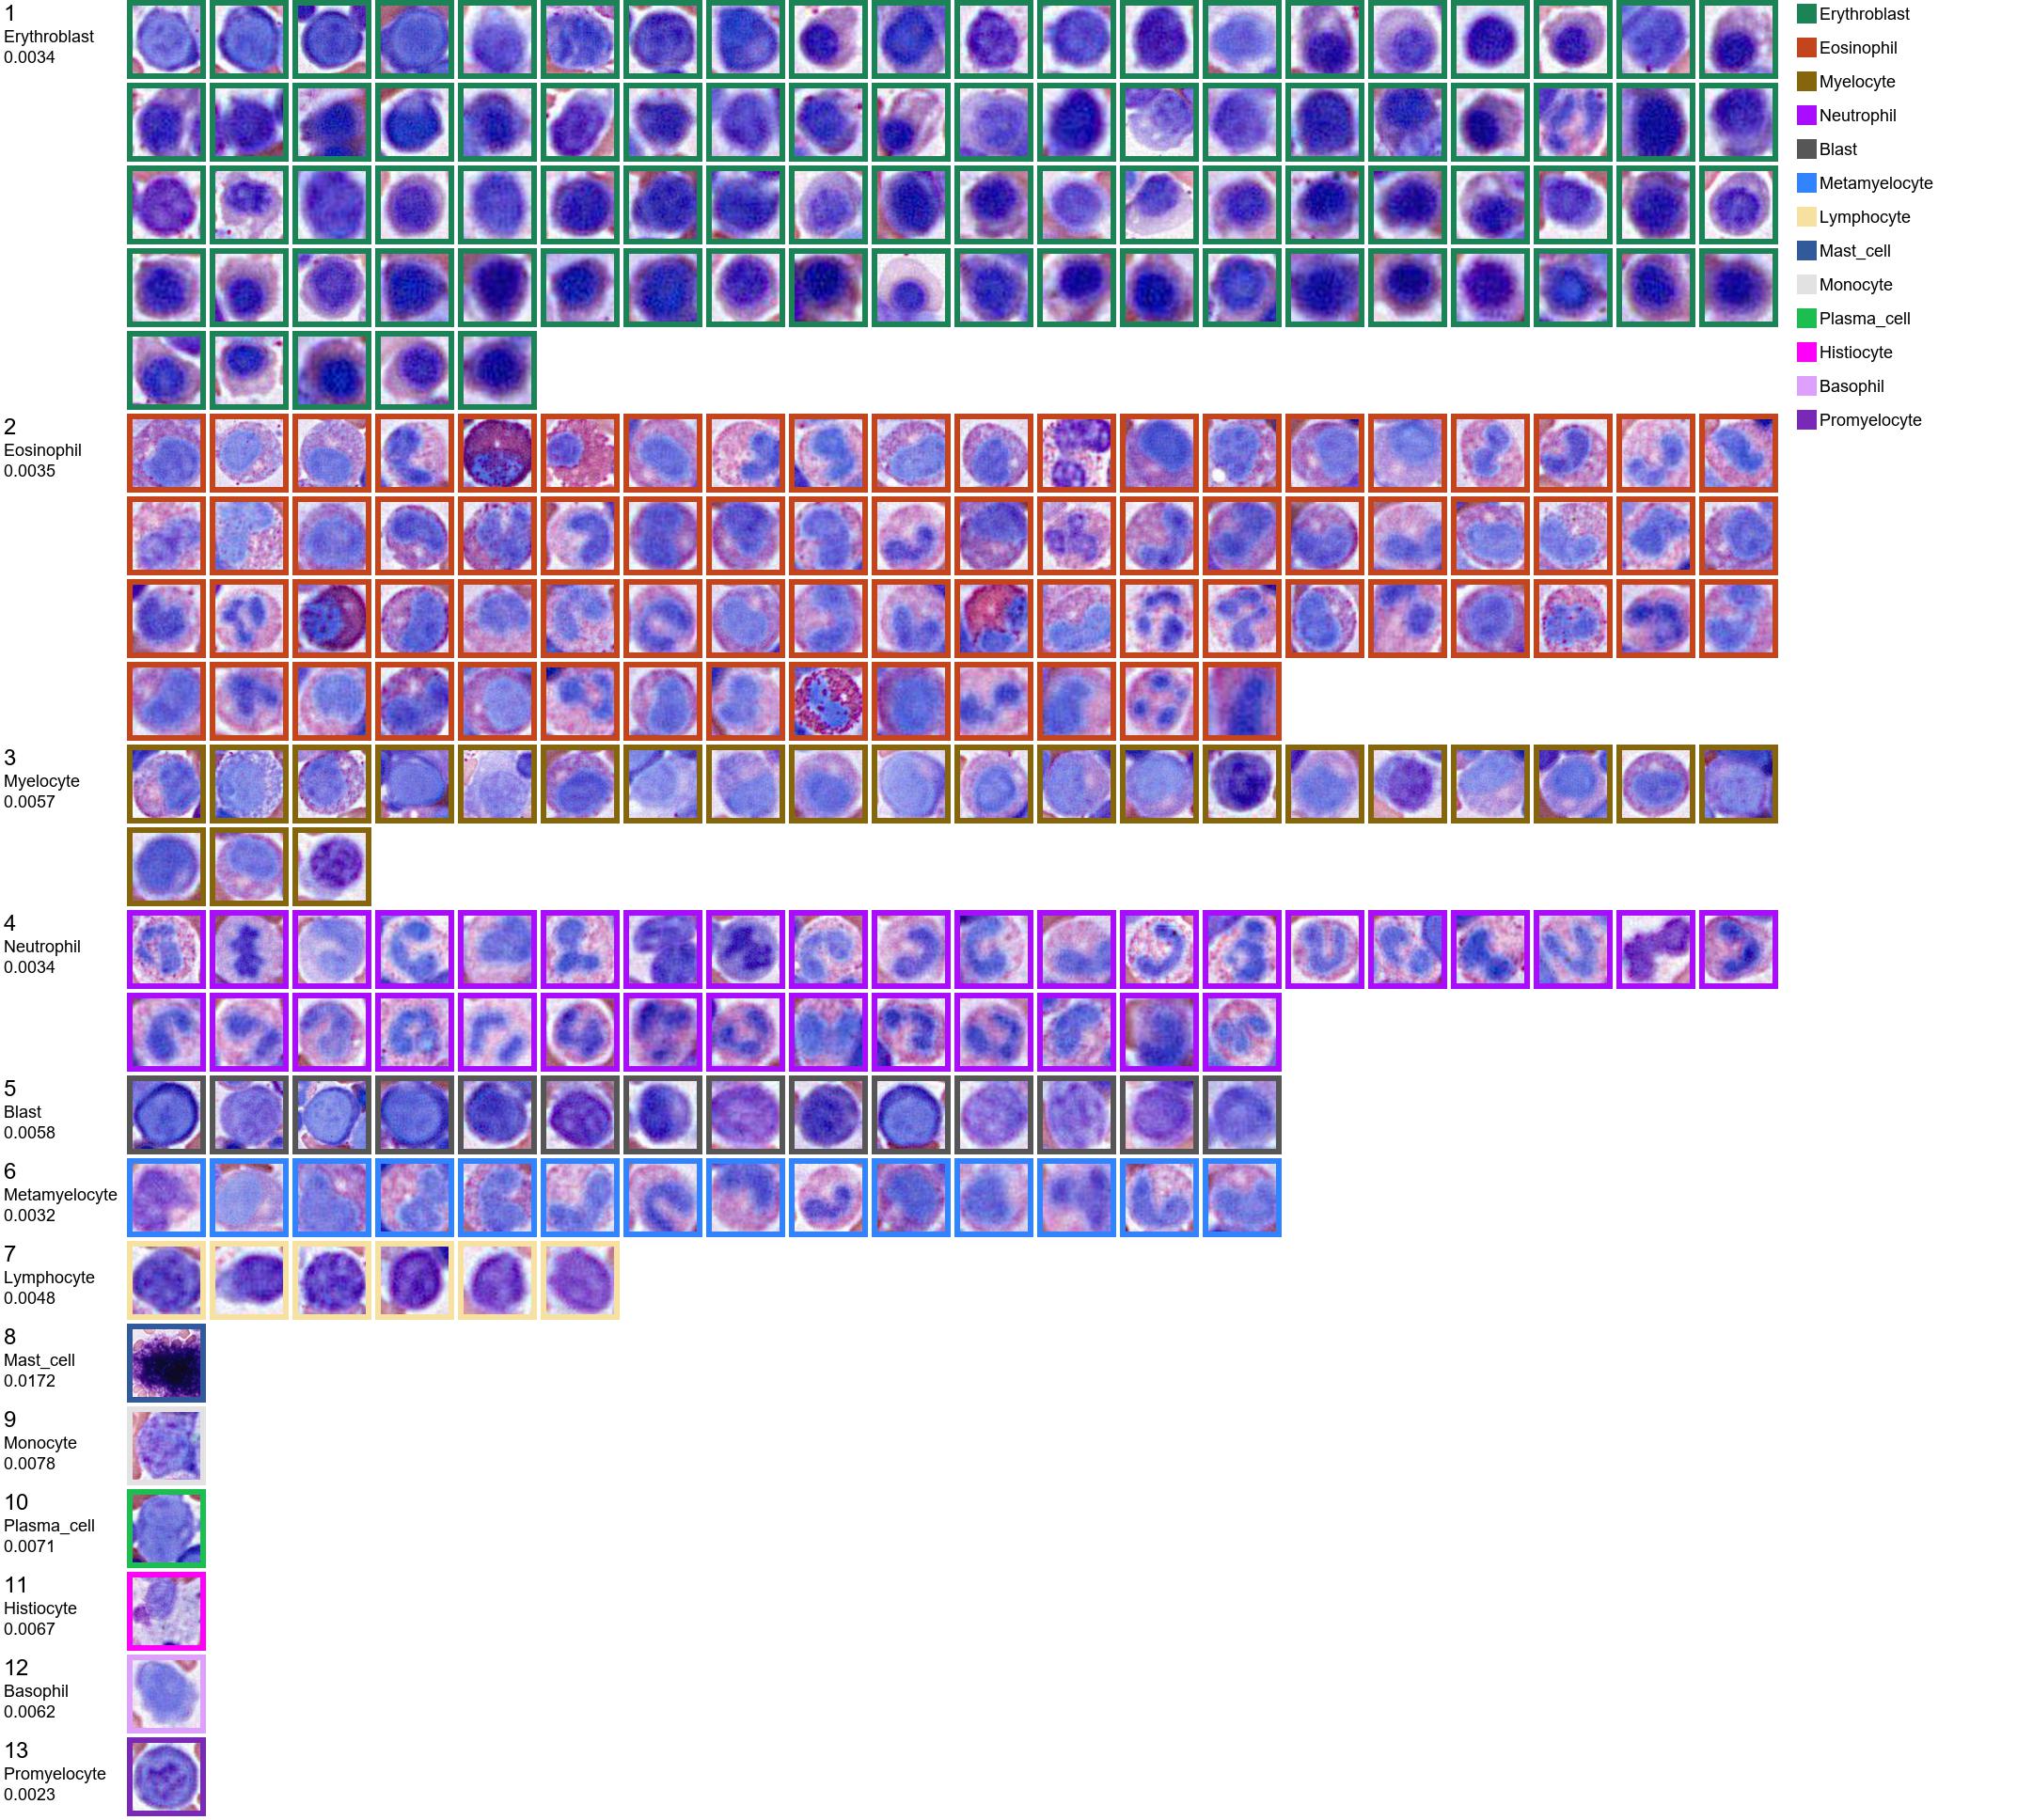 1
Erythroblast
0.0034
2
Eosinophil
0.0035
3
Myelocyte
0.0057
4
Neutrophil
0.0034
5
Blast
0.0058
6
Metamyelocyte
0.0032
7
Lymphocyte
0.0048
8
Mast_cell
0.0172
9
Monocyte
0.0078
10
Plasma_cell
0.0071
11
Histiocyte
0.0067
12
Basophil
0.0062
13
Promyelocyte
0.0023
Erythroblast
Eosinophil
Myelocyte
Neutrophil
Blast
Metamyelocyte
Lymphocyte
Mast_cell
Monocyte
Plasma_cell
Histiocyte
Basophil
Promyelocyte